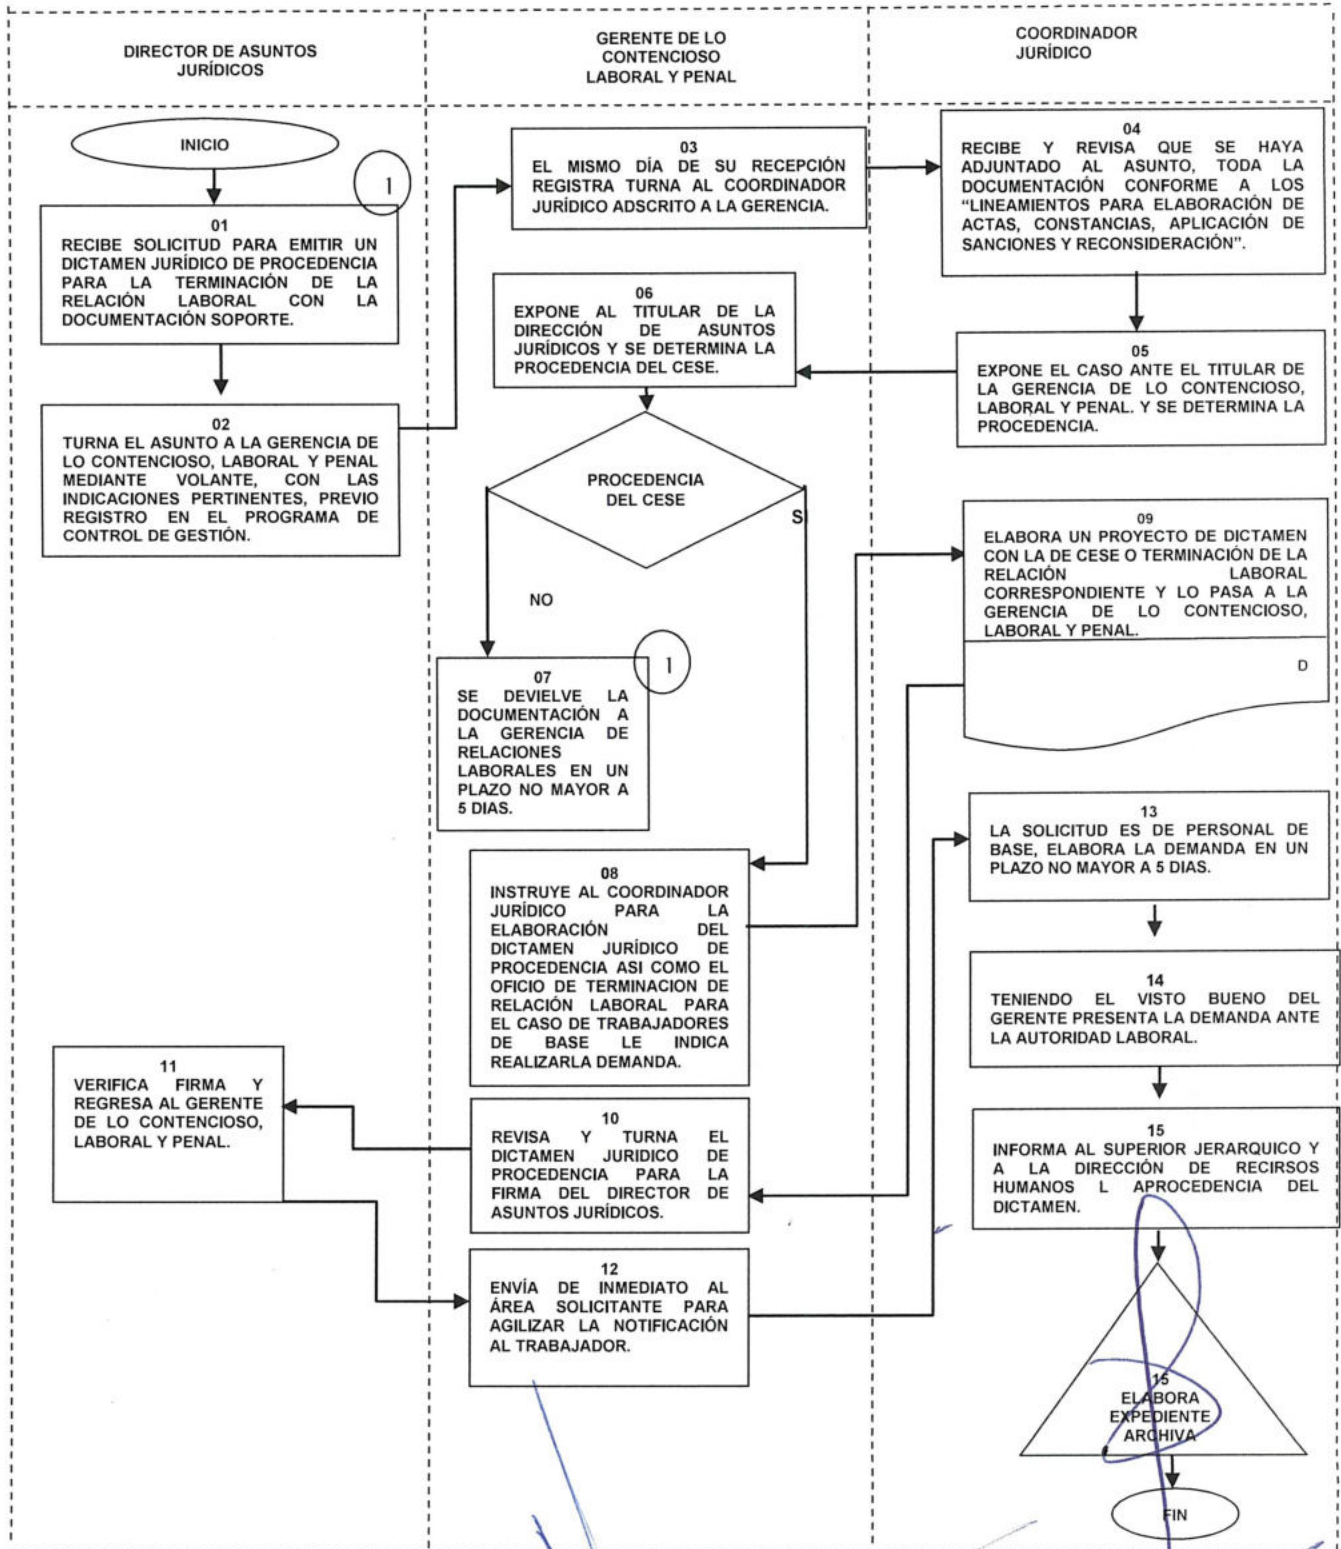 DIRECTOR DE ASUNTOS
JURÍDICOS
GERENTE DE LO
CONTENCIOSO
LABORAL Y PENAL
COORDINADOR
JURÍDICO
INICIO
1
01
RECIBE SOLICITUD PARA EMITIR UN
DICTAMEN JURÍDICO DE PROCEDENCIA
PARA LA TERMINACIÓN DE LA
RELACIÓN LABORAL CON LA
DOCUMENTACIÓN SOPORTE.
02
TURNA EL ASUNTO A LA GERENCIA DE
LO CONTENCIOSO, LABORAL Y PENAL
MEDIANTE VOLANTE, CON LAS
INDICACIONES PERTINENTES, PREVIO
REGISTRO EN EL PROGRAMA DE
CONTROL DE GESTIÓN.
03
EL MISMO DÍA DE SU RECEPCIÓN
REGISTRA TURNA AL COORDINADOR
JURÍDICO ADSCRITO A LA GERENCIA.
04
RECIBE Y REVISA QUE SE HAYA
ADJUNTADO AL ASUNTO, TODA LA
DOCUMENTACIÓN CONFORME A LOS
“LINEAMIENTOS PARA ELABORACIÓN DE
ACTAS, CONSTANCIAS, APLICACIÓN DE
SANCIONES Y RECONSIDERACIÓN”.
05
EXPONE EL CASO ANTE EL TITULAR DE
LA GERENCIA DE LO CONTENCIOSO,
LABORAL Y PENAL. Y SE DETERMINA LA
PROCEDENCIA.
06
EXPONE AL TITULAR DE LA
DIRECCIÓN DE ASUNTOS
JURÍDICOS Y SE DETERMINA LA
PROCEDENCIA DEL CESE.
PROCEDENCIA
DEL CESE
S
NO
1
07
SE DEVIELVE LA
DOCUMENTACIÓN A
LA GERENCIA DE
RELACIONES
LABORALES EN UN
PLAZO NO MAYOR A
5 DIAS.
08
INSTRUYE AL COORDINADOR
JURÍDICO PARA LA
ELABORACIÓN DEL
DICTAMEN JURÍDICO DE
PROCEDENCIA ASI COMO EL
OFICIO DE TERMINACION DE
RELACIÓN LABORAL PARA
EL CASO DE TRABAJADORES
DE BASE LE INDICA
REALIZARLA DEMANDA.
09
ELABORA UN PROYECTO DE DICTAMEN
CON LA DE CESE O TERMINACIÓN DE LA
RELACIÓN LABORAL
CORRESPONDIENTE Y LO PASA A LA
GERENCIA DE LO CONTENCIOSO,
LABORAL Y PENAL.
D
10
REVISA Y TURNA EL
DICTAMEN JURIDICO DE
PROCEDENCIA PARA LA
FIRMA DEL DIRECTOR DE
ASUNTOS JURÍDICOS.
11
VERIFICA FIRMA Y
REGRESA AL GERENTE
DE LO CONTENCIOSO,
LABORAL Y PENAL.
12
ENVÍA DE INMEDIATO AL
ÁREA SOLICITANTE PARA
AGILIZAR LA NOTIFICACIÓN
AL TRABAJADOR.
13
LA SOLICITUD ES DE PERSONAL DE
BASE, ELABORA LA DEMANDA EN UN
PLAZO NO MAYOR A 5 DIAS.
14
TENIENDO EL VISTO BUENO DEL
GERENTE PRESENTA LA DEMANDA ANTE
LA AUTORIDAD LABORAL.
15
INFORMA AL SUPERIOR JERARQUICO Y
A LA DIRECCIÓN DE RECIRSOS
HUMANOS L APROCEDENCIA DEL
DICTAMEN.
15
ELABORA
EXPEDIENTE
ARCHIVA
FIN